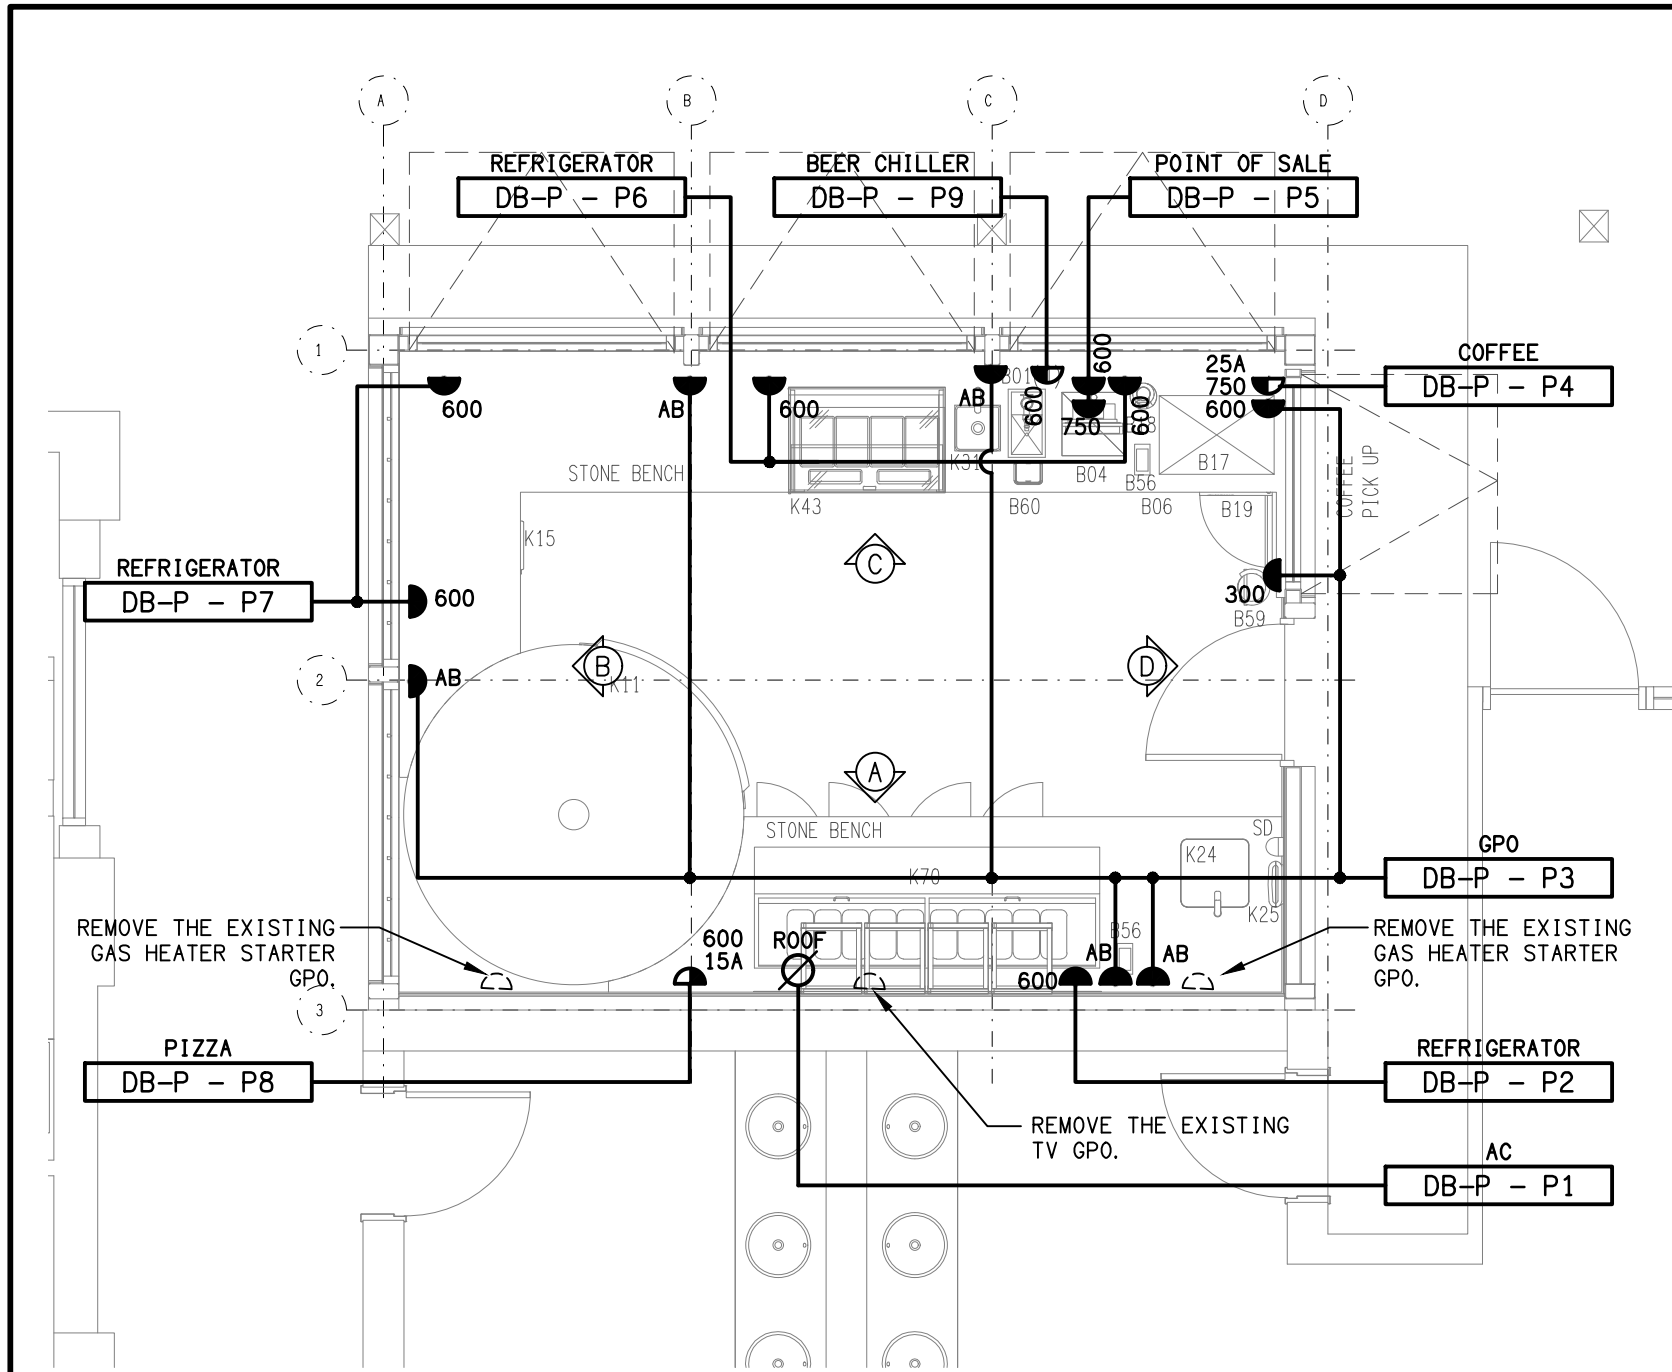 A
B
C
D
REFRIGERATOR
DB-P - P6
BEER CHILLER
DB-P - P9
POINT OF SALE
DB-P - P5
1
COFFEE
DB-P - P4
25A
750
600
600
AB
600
AB
B01
600
600
750
600
K31
B04
B56
B17
STONE BENCH
K43
B60
B06
B19
COFFEE
PICK UP
K15
C
REFRIGERATOR
DB-P - P7
600
300
B59
2
AB
B
K11
D
A
STONE BENCH
SD
K24
K70
K25
GPO
DB-P - P3
REMOVE THE EXISTING
GAS HEATER STARTER
GPO.
600
15A
ROOF
B56
AB
AB
600
REMOVE THE EXISTING
GAS HEATER STARTER
GPO.
3
PIZZA
DB-P - P8
REFRIGERATOR
DB-P - P2
REMOVE THE EXISTING
TV GPO.
AC
DB-P - P1